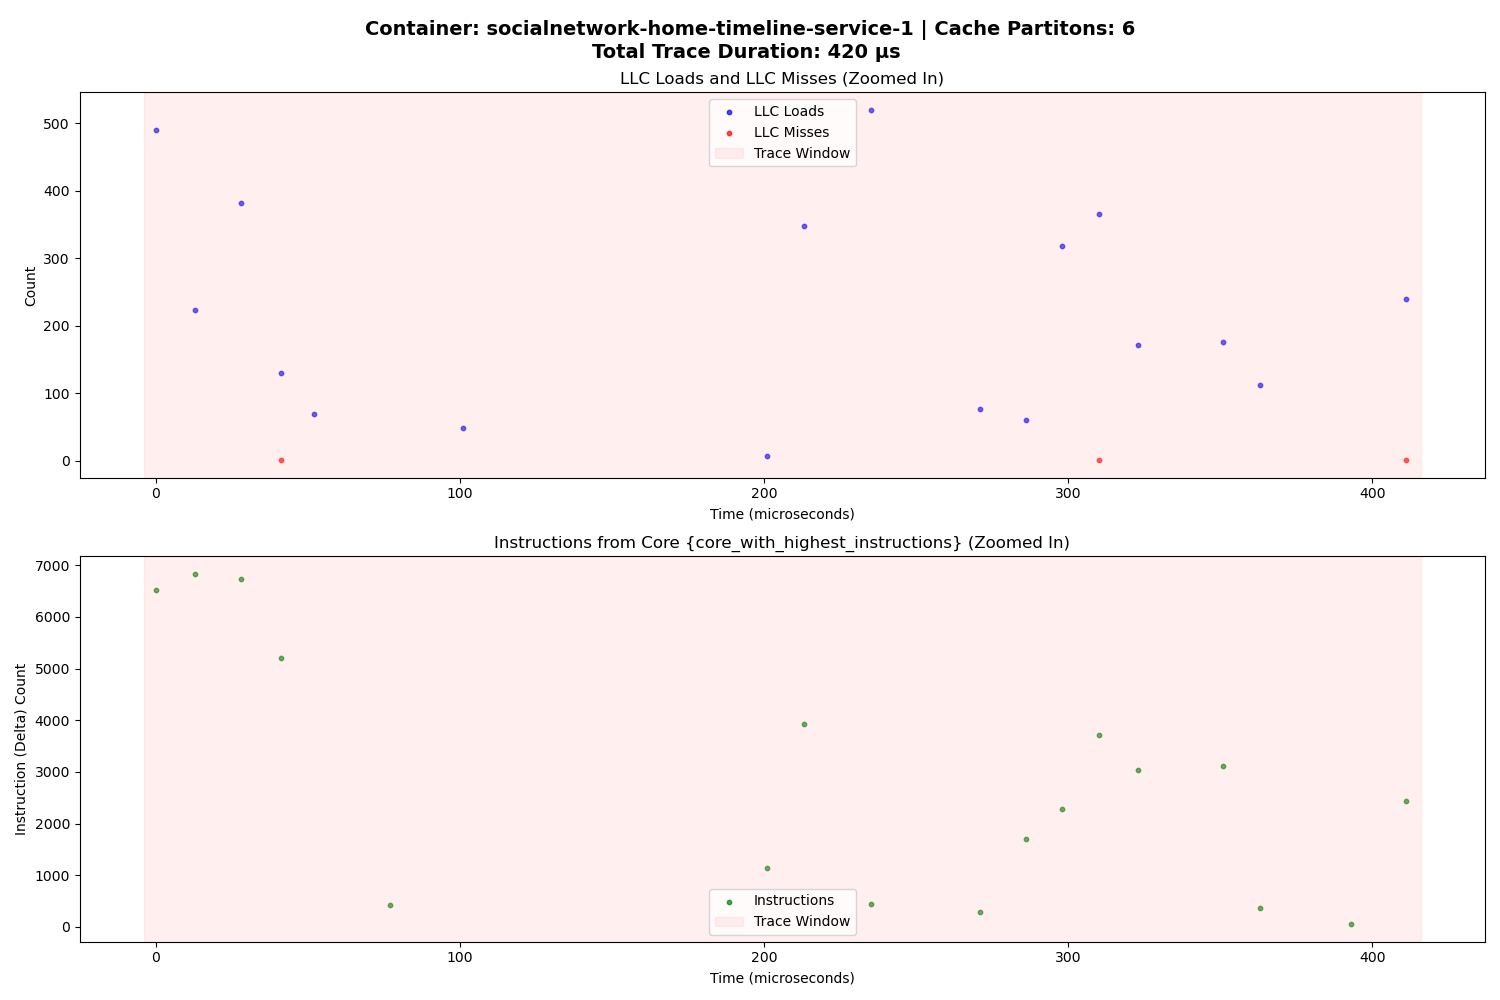 Container: socialnetwork-home-timeline-service-1 | Cache Partitons: 6
Total Trace Duration: 420 µs
LLC Loads and LLC Misses (Zoomed In)
500
400
300
200
100
0
Count
LLC Loads
LLC Misses
Trace Window
0 100 200 300 400
Time (microseconds)
Instructions from Core {core_with_highest_instructions} (Zoomed In)
7000
6000
5000
4000
3000
2000
1000
0
Instruction (Delta) Count
Instructions
Trace Window
0 100 200 300 400
Time (microseconds)